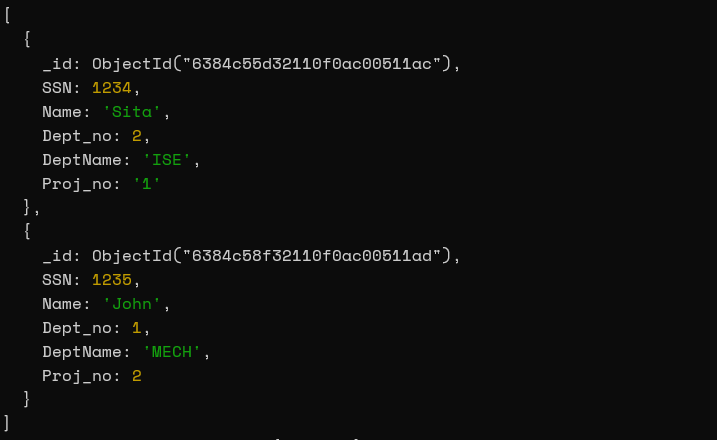 [
  {
    _id: ObjectId("6384c55d32110f0ac00511ac"),
    SSN: 1234,
    Name: 'Sita',
    Dept_no: 2,
    DeptName: 'ISE',
    Proj_no: '1'
  },
  {
    _id: ObjectId("6384c58f32110f0ac00511ad"),
    SSN: 1235,
    Name: 'John',
    Dept_no: 1,
    DeptName: 'MECH',
    Proj_no: 2
  }
]